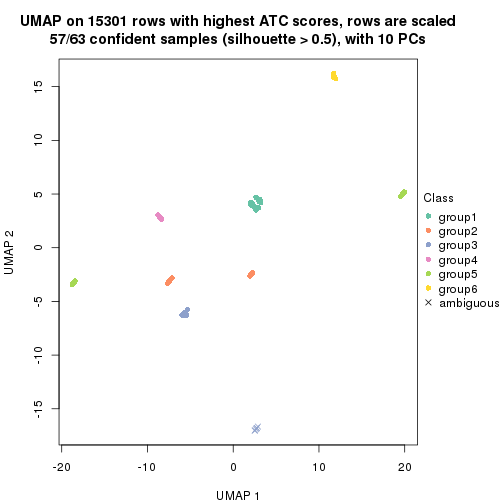 UMAP on 15301 rows with highest ATC scores, rows are scaled
57/63 confident samples (silhouette > 0.5), with 10 PCs
15
10
5
0
-5
-10
-15
UMAP 2
-20
-10
0
10
20
UMAP 1
Class
group1
group2
group3
group4
group5
group6
ambiguous